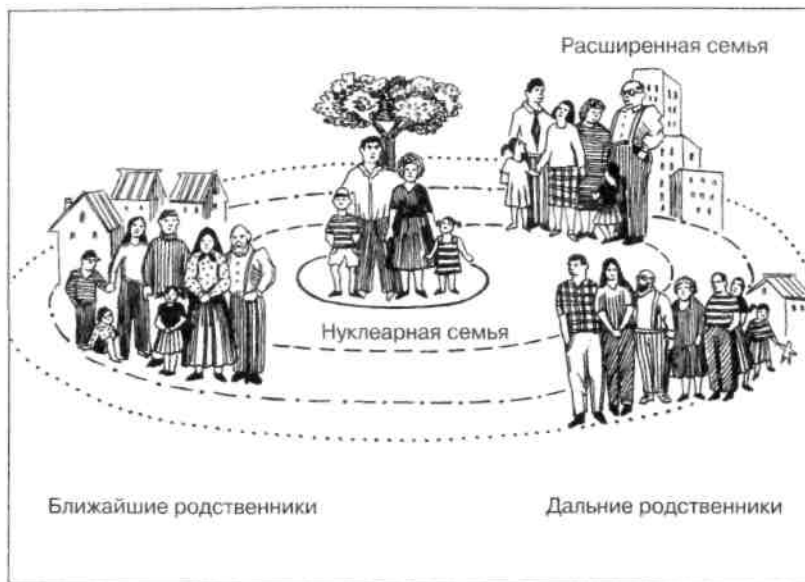 Расширенная семья
Нуклеарная семья
Ближайшие родственники
Дальние родственники